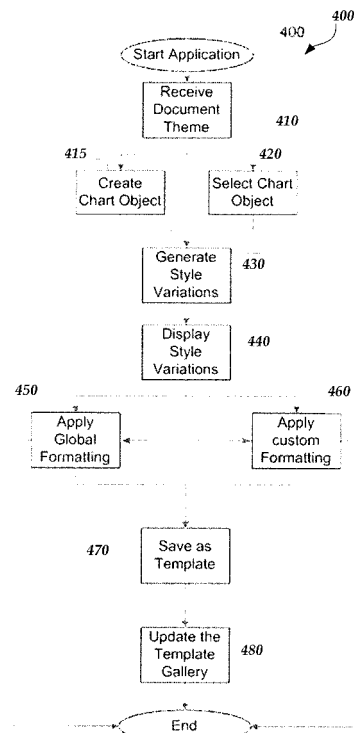 400
400
Start Application
Receive
Document
Theme
410
415
420
Create
Chart Object
Select Chart
Object
Generate
Style
Variations
430
Display
Style
Variations
440
450
460
Apply
Global
Formatting
Apply
custom
Formatting
470
Save as
Template
Update the
Template
Gallery
480
End